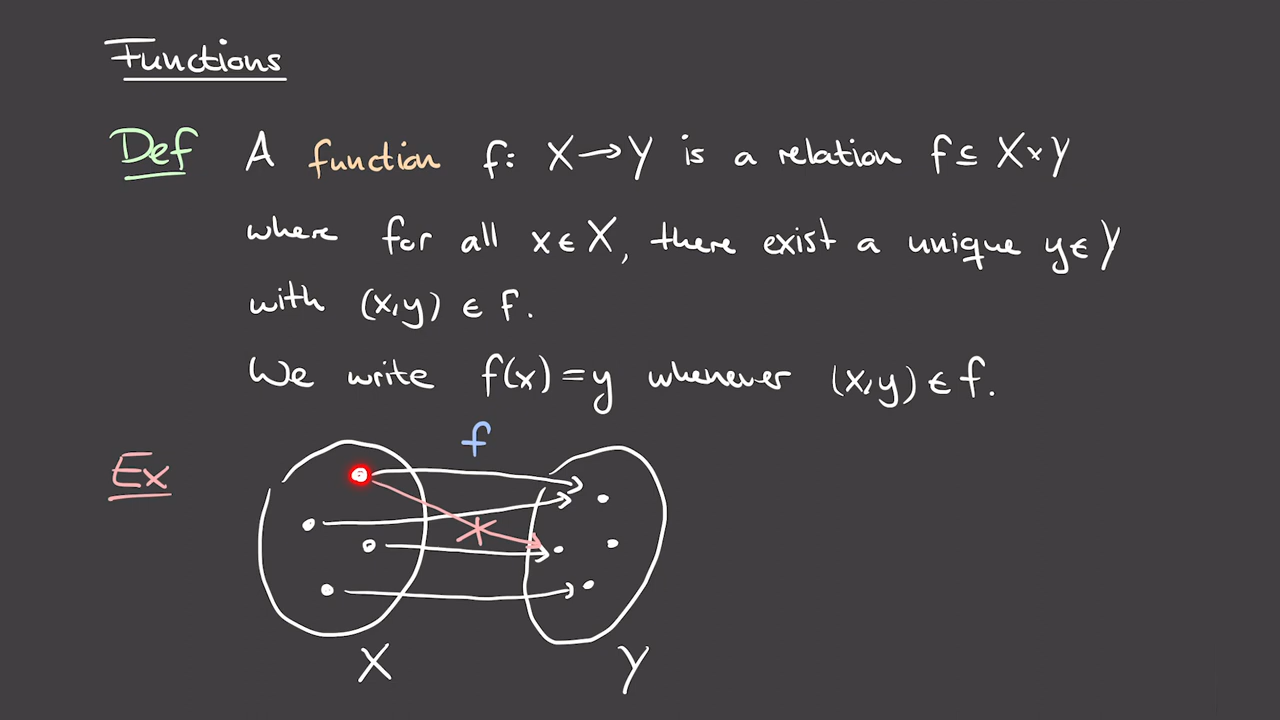 Functions
Def A function f: X→Y is a relation f ⊆ X×Y
where for all x ∈ X, there exist a unique y ∈ Y
with (x,y) ∈ f.
We write f(x) = y whenever (x,y) ∈ f.
Ex
f
X
Y